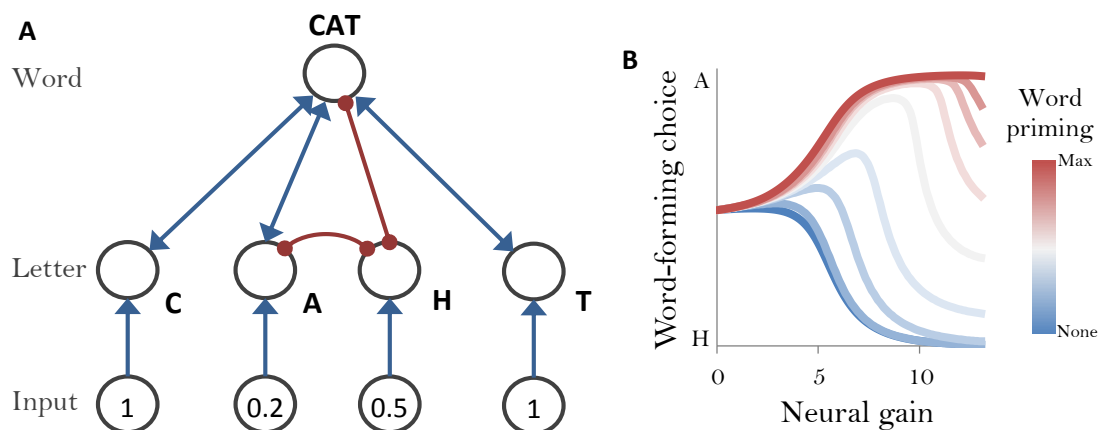 A
CAT
Word
Letter
C
A
H
T
Input
1
0.2
0.5
1
B
Word-forming choice
A
H
0
5
10
Neural gain
Word
priming
Max
None